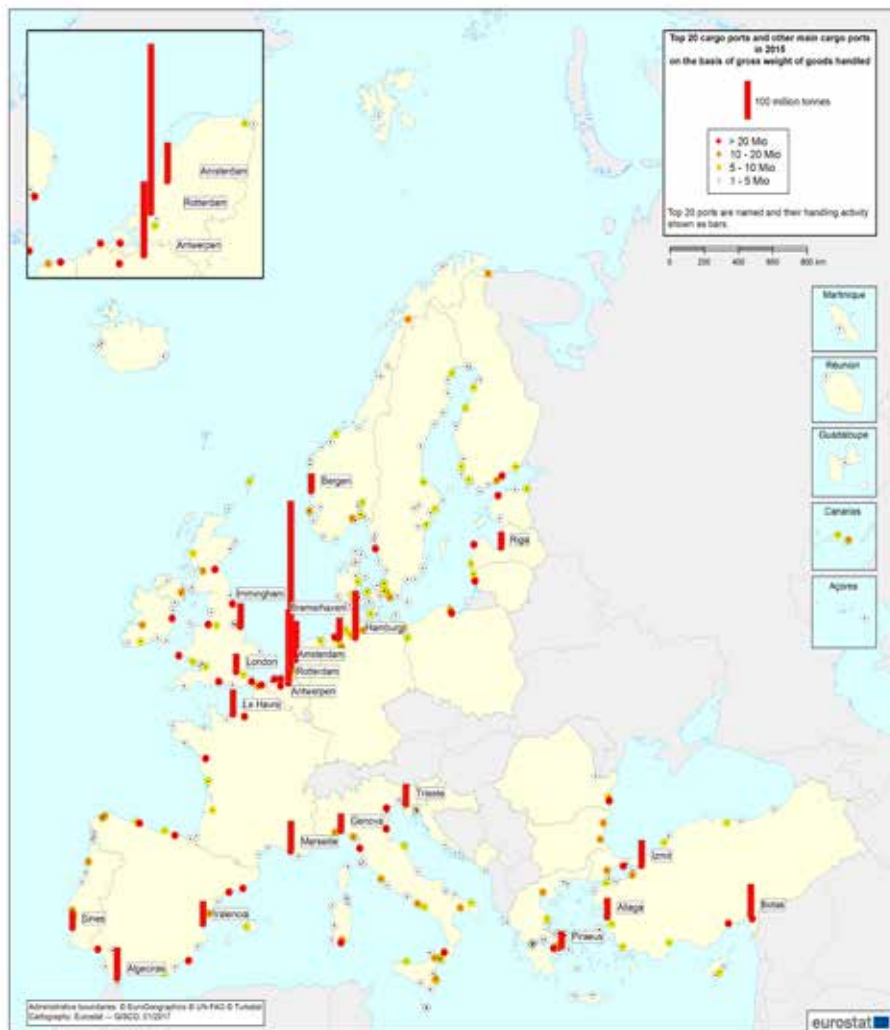 Top 20 cargo ports and other main cargo ports
in 2015
on the basis of gross weight of goods handled
100 million tonnes
> 20 Mio
10 - 20 Mio
5 - 10 Mio
1 - 5 Mio
Top 20 ports are named and their handling activity
shown as bars.
0 200 400 600 800 km
Amsterdam
Rotterdam
Antwerpen
Martinique
Réunion
Guadaloupe
Canarias
Açores
Bergen
Riga
Immingham
Bremerhaven
Hamburg
London
Amsterdam
Rotterdam
Antwerpen
Le Havre
Trieste
Genova
Marseille
Izmit
Sines
Valencia
Aliaga
Botas
Piraeus
Algeciras
Administrative boundaries: © EuroGeographics © UN-FAO © Turkstat
Cartography: Eurostat — GISCO, 01/2017
eurostat